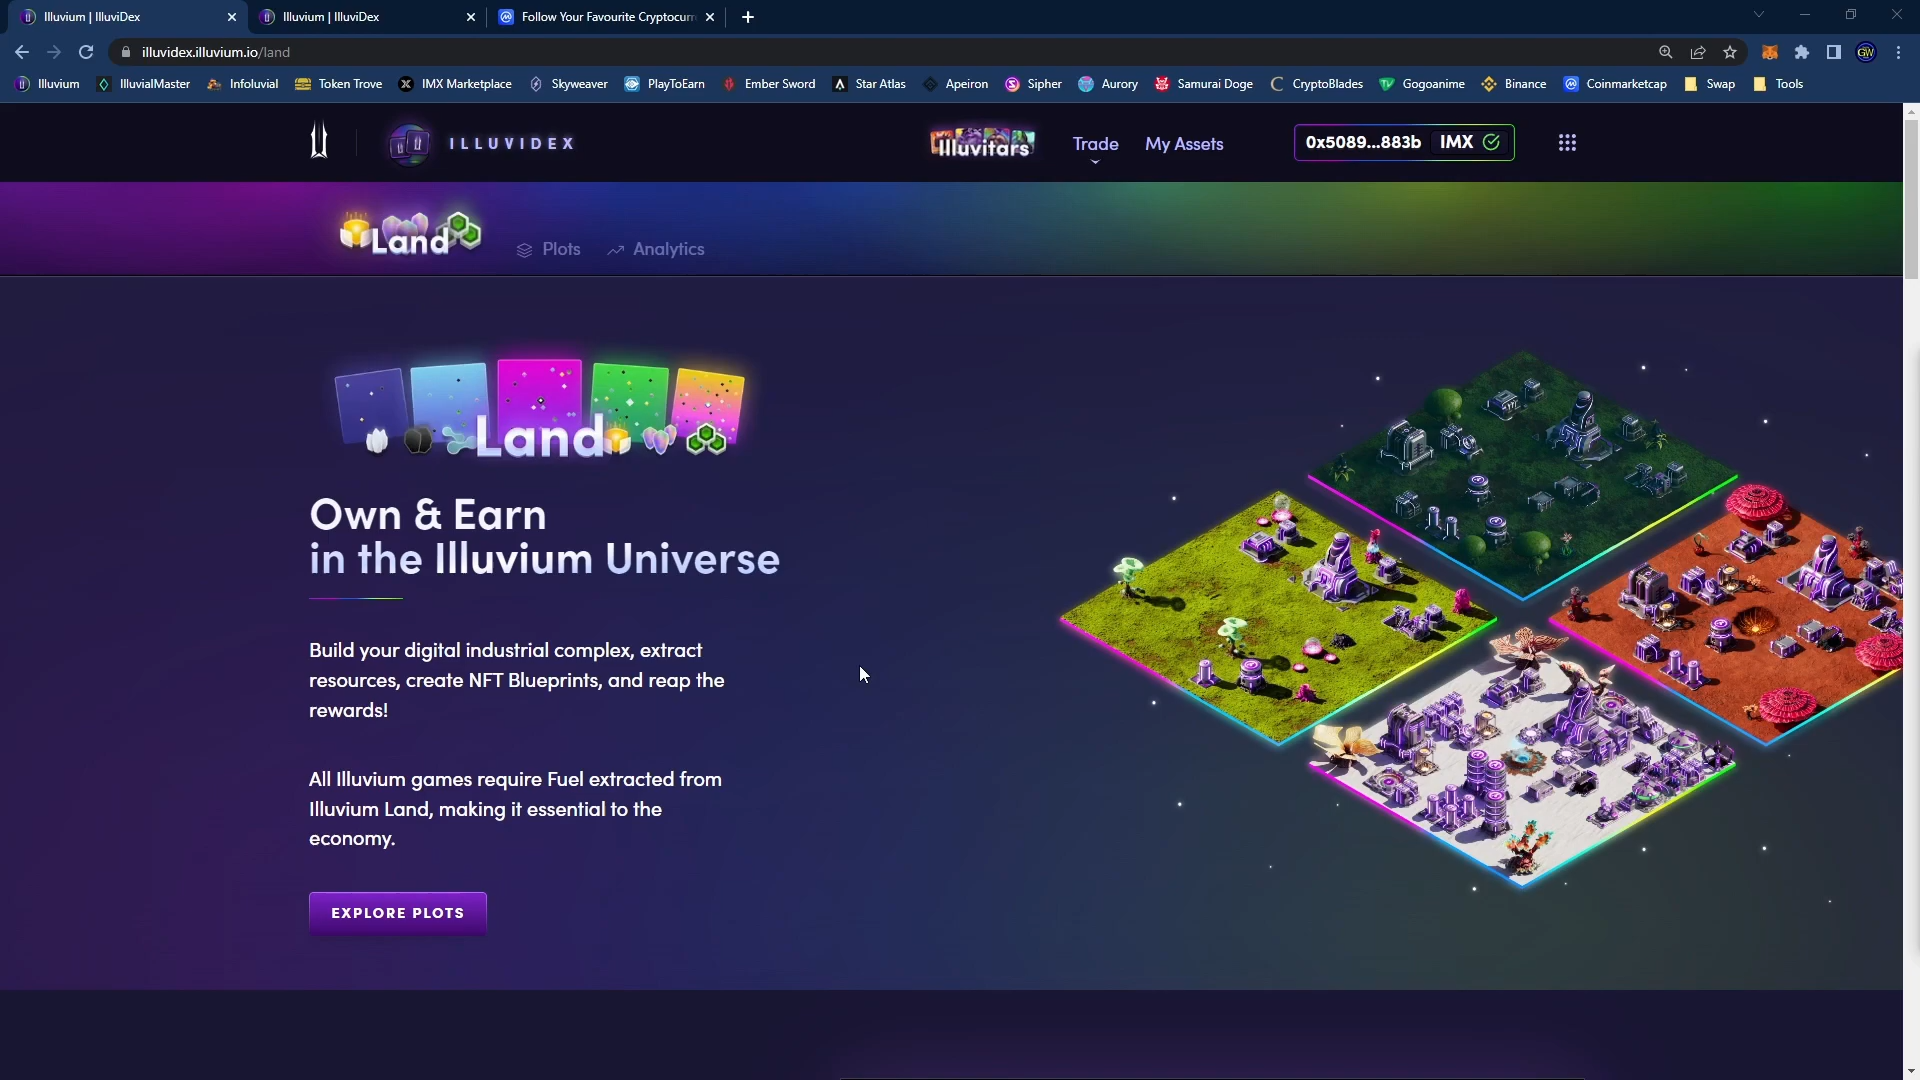 Illuvium | IlluviDex
Illuvium | IlluviDex
Follow Your Favourite Cryptocurr
illuvidex.illuvium.io/land
GW
Illuvium
IlluvialMaster
Infoluvial
Token Trove
IMX Marketplace
Skyweaver
PlayToEarn
Ember Sword
Star Atlas
Apeiron
Sipher
Aurory
Samurai Doge
CryptoBlades
Gogoanime
Binance
Coinmarketcap
Swap
Tools
ILLUVIDEX
Illuvitars
Trade
My Assets
0x5089...883b IMX
Land
Plots
Analytics
Land
Own & Earn
in the Illuvium Universe
Build your digital industrial complex, extract
resources, create NFT Blueprints, and reap the
rewards!
All Illuvium games require Fuel extracted from
Illuvium Land, making it essential to the
economy.
EXPLORE PLOTS